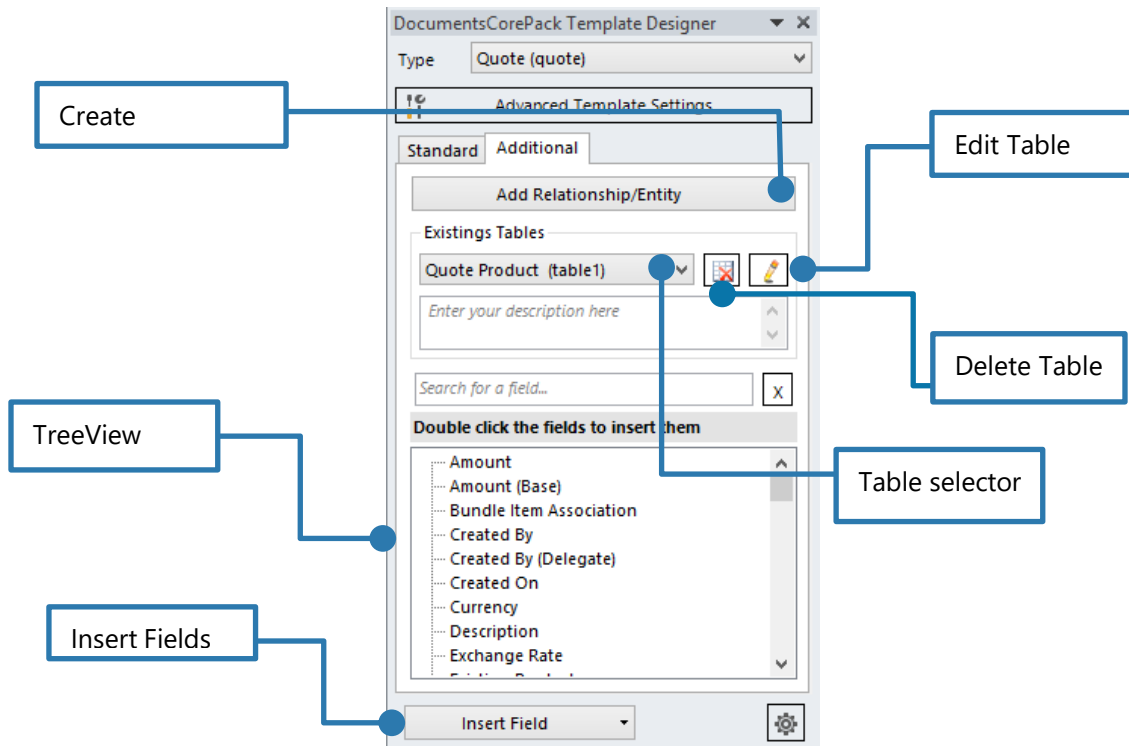 DocumentsCorePack Template Designer
Type Quote (quote)
Create
Advanced Template Settings
Standard Additional
Edit Table
Add Relationship/Entity
Existings Tables
Quote Product (table1)
Enter your description here
Delete Table
Search for a field... X
TreeView
Double click the fields to insert them
Amount
Amount (Base)
Table selector
Bundle Item Association
Created By
Created By (Delegate)
Created On
Currency
Insert Fields
Description
Exchange Rate
Insert Field